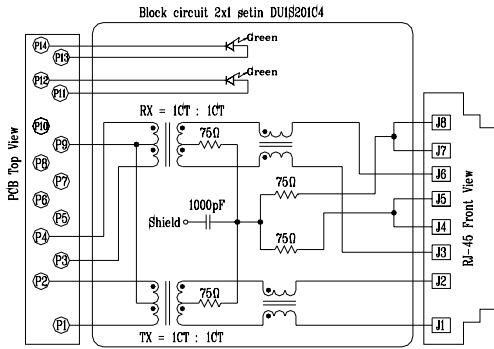 Block circuit 2x1 setin DU1S201C4
P14
Green
P13
P12
Green
P11
RX = 1CT : 1CT
P10
75Ω
J8
P9
J7
P8
J6
P7
75Ω
P6
1000pF
J5
P5
Shield
J4
P4
75Ω
J3
P3
P2
J2
75Ω
P1
J1
TX = 1CT : 1CT
PCB Top View
RJ-45 Front View